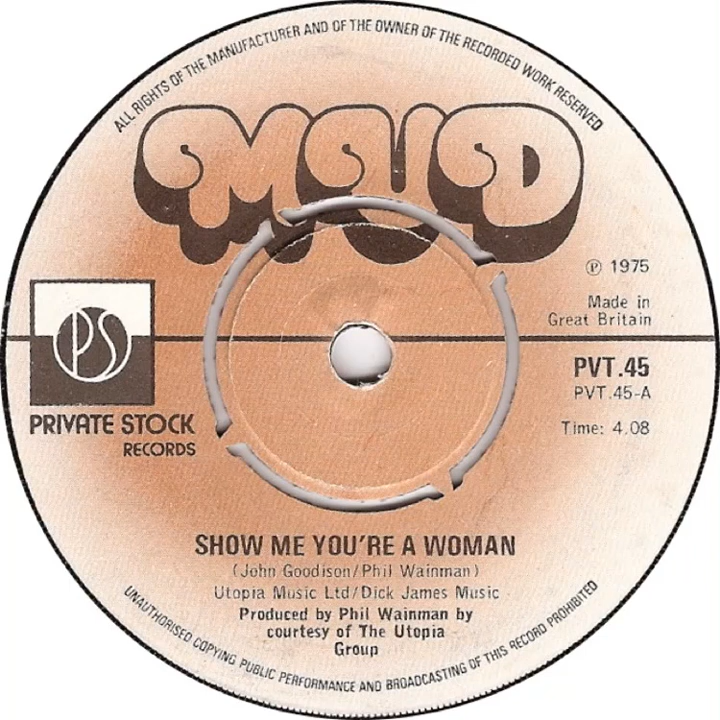 ALL RIGHTS OF THE MANUFACTURER AND OF THE OWNER OF THE RECORDED WORK RESERVED
MUD
℗ 1975
Made in
Great Britain
PS
PRIVATE STOCK
RECORDS
PVT.45
PVT.45-A
Time: 4.08
SHOW ME YOU'RE A WOMAN
(John Goodison/Phil Wainman)
Utopia Music Ltd/Dick James Music
Produced by Phil Wainman by
courtesy of The Utopia
Group
UNAUTHORISED COPYING PUBLIC PERFORMANCE AND BROADCASTING OF THIS RECORD PROHIBITED